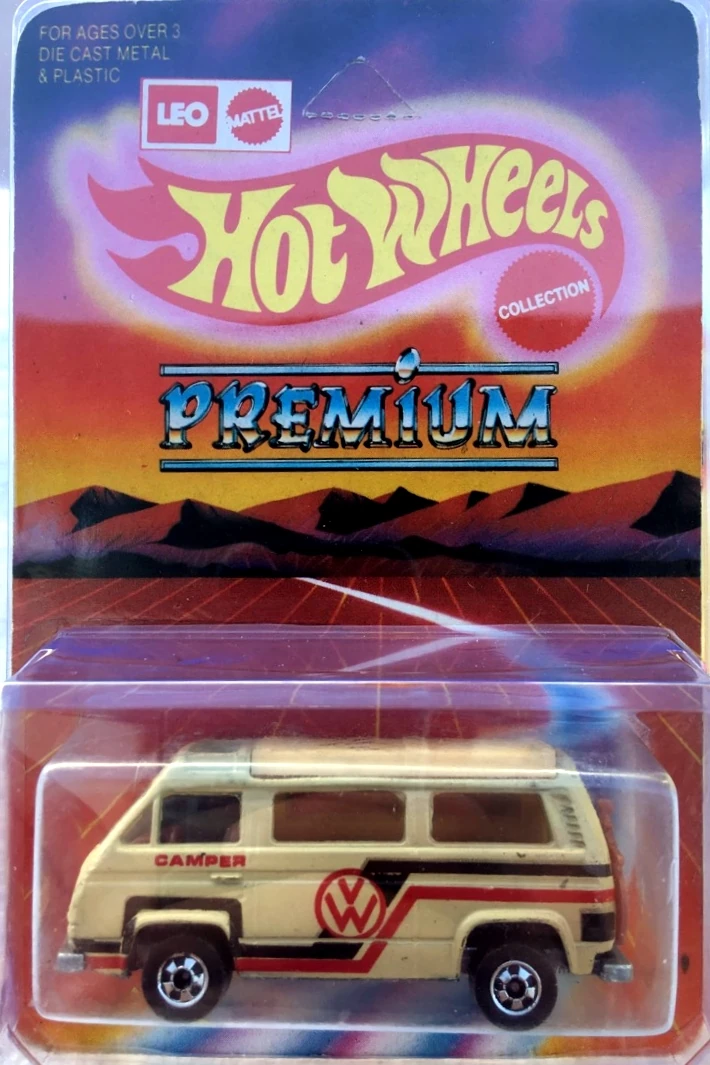 FOR AGES OVER 3
DIE CAST METAL
& PLASTIC
LEO
MATTEL
HOT WHEELS
COLLECTION
PREMiUM
CAMPER
VW